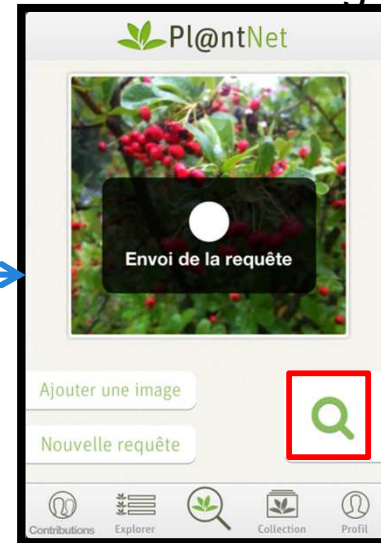 Pl@ntNet
Envoi de la requête
Ajouter une image
Nouvelle requête
Contributions
Explorer
Collection
Profil